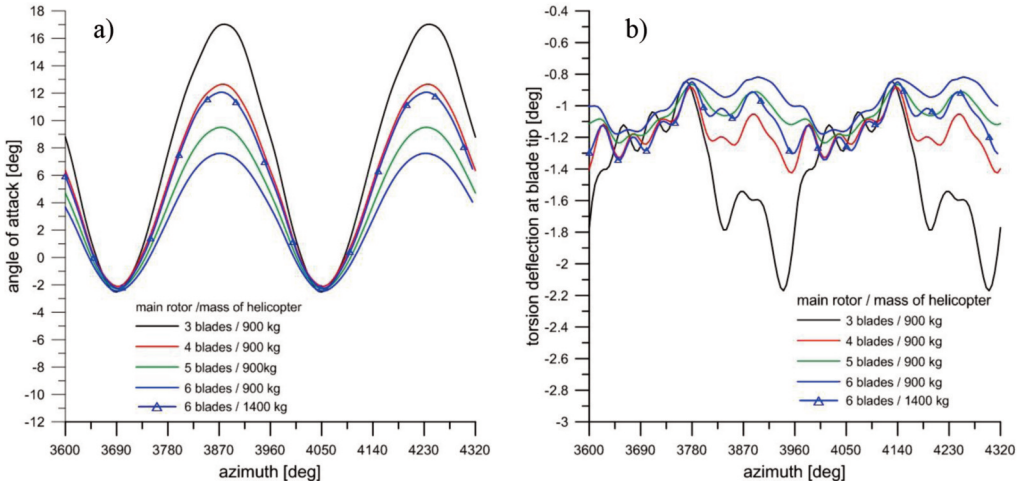 a)
18
16
14
12
10
8
6
4
2
0
-2
-4
-6
-8
-10
-12
angle of attack [deg]
main rotor /mass of helicopter
3 blades / 900 kg
4 blades / 900 kg
5 blades / 900kg
6 blades / 900 kg
6 blades / 1400 kg
3600 3690 3780 3870 3960 4050 4140 4230 4320
azimuth [deg]
b)
-0.4
-0.6
-0.8
-1
-1.2
-1.4
-1.6
-1.8
-2
-2.2
-2.4
-2.6
-2.8
-3
torsion deflection at blade tip [deg]
main rotor / mass of helicopter
3 blades / 900 kg
4 blades / 900 kg
5 blades / 900 kg
6 blades / 900 kg
6 blades / 1400 kg
3600 3690 3780 3870 3960 4050 4140 4230 4320
azimuth [deg]